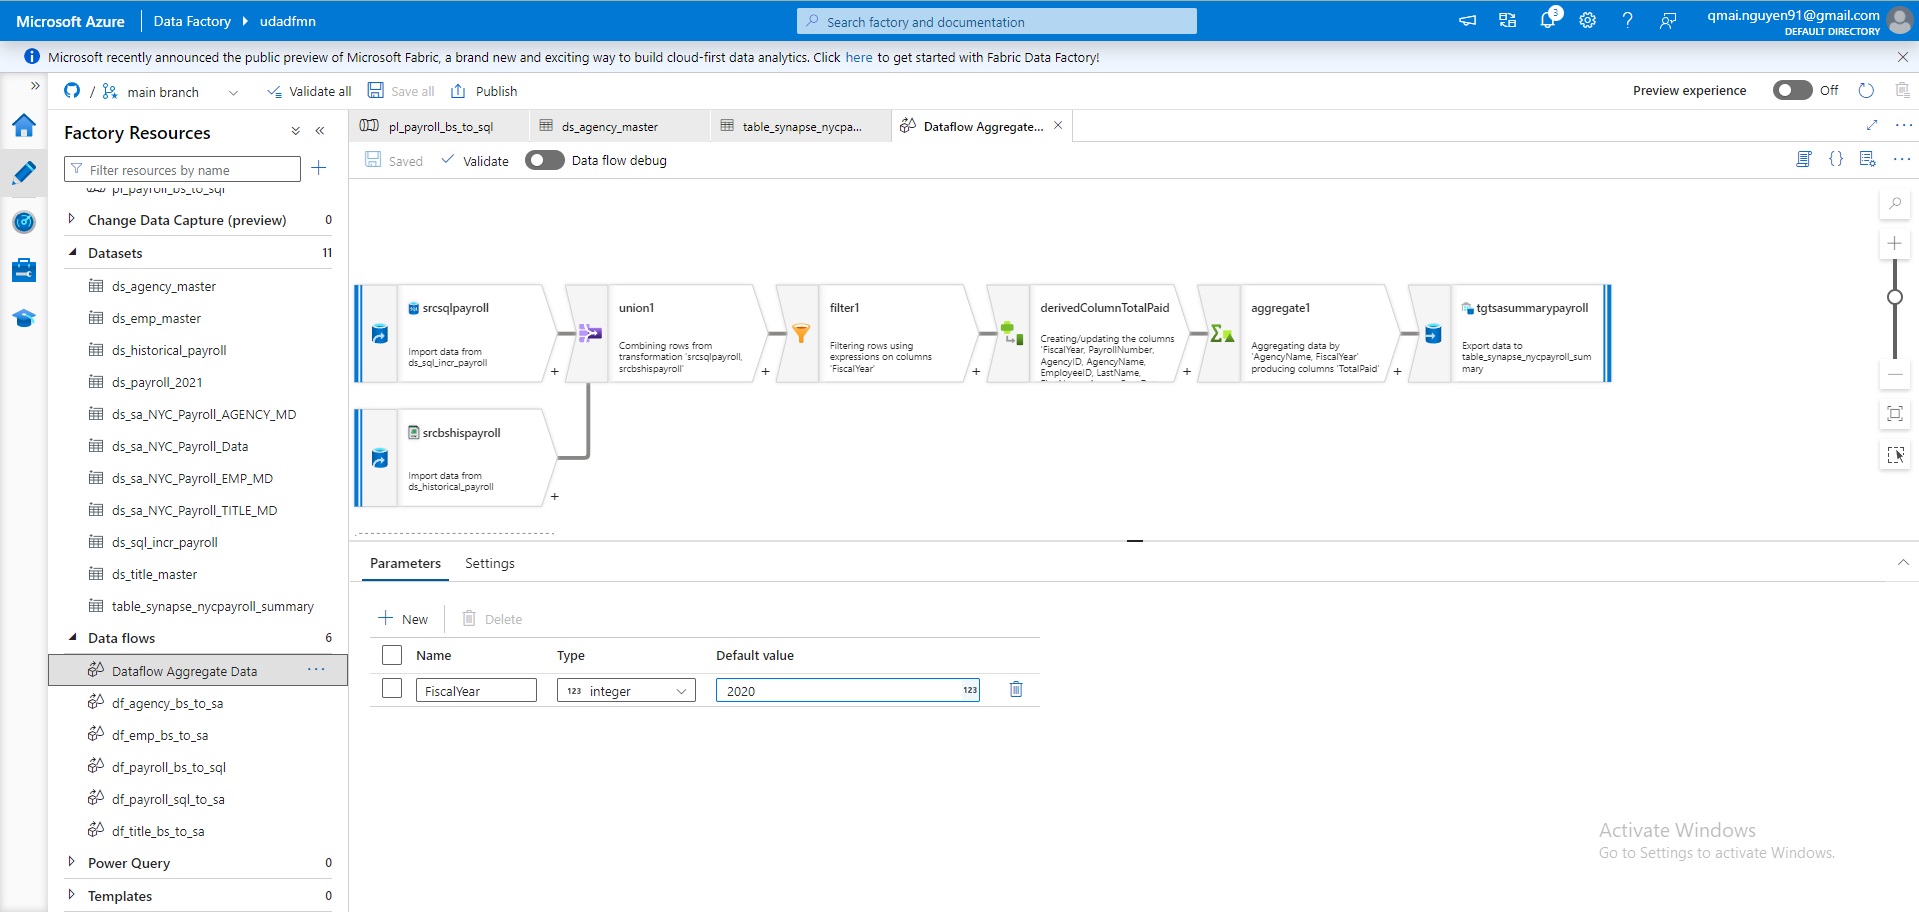 Microsoft Azure
Data Factory
udadfmn
Search factory and documentation
3
qmai.nguyen91@gmail.com
DEFAULT DIRECTORY
Microsoft recently announced the public preview of Microsoft Fabric, a brand new and exciting way to build cloud-first data analytics. Click here to get started with Fabric Data Factory!
/ main branch
Validate all
Save all
Publish
Preview experience
Off
Factory Resources
Filter resources by name
pl_payroll_bs_to_sql
Change Data Capture (preview) 0
Datasets 11
ds_agency_master
ds_emp_master
ds_historical_payroll
ds_payroll_2021
ds_sa_NYC_Payroll_AGENCY_MD
ds_sa_NYC_Payroll_Data
ds_sa_NYC_Payroll_EMP_MD
ds_sa_NYC_Payroll_TITLE_MD
ds_sql_incr_payroll
ds_title_master
table_synapse_nycpayroll_summary
Data flows 6
Dataflow Aggregate Data
df_agency_bs_to_sa
df_emp_bs_to_sa
df_payroll_bs_to_sql
df_payroll_sql_to_sa
df_title_bs_to_sa
Power Query 0
Templates 0
pl_payroll_bs_to_sql
ds_agency_master
table_synapse_nycpa...
Dataflow Aggregate...
Saved
Validate
Data flow debug
srcsqlpayroll
Import data from
ds_sql_incr_payroll
union1
Combining rows from
transformation 'srcsqlpayroll,
srcbshispayroll'
filter1
Filtering rows using
expressions on columns
'FiscalYear'
derivedColumnTotalPaid
Creating/updating the columns
'FiscalYear, PayrollNumber,
AgencyID, AgencyName,
EmployeeID, LastName,
aggregate1
Aggregating data by
'AgencyName, FiscalYear'
producing columns 'TotalPaid'
tgtsasummarypayroll
Export data to
table_synapse_nycpayroll_sum
mary
srcbshispayroll
Import data from
ds_historical_payroll
Parameters
Settings
New
Delete
Name
Type
Default value
FiscalYear
123 integer
2020
123
Activate Windows
Go to Settings to activate Windows.